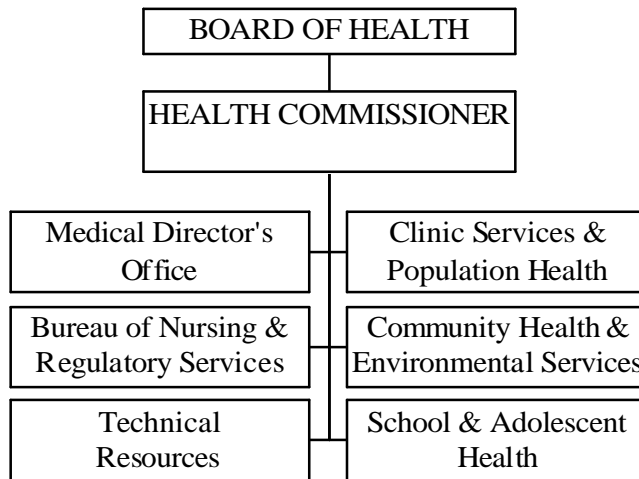 BOARD OF HEALTH
HEALTH COMMISSIONER
Medical Director's
Office
Clinic Services &
Population Health
Bureau of Nursing &
Regulatory Services
Community Health &
Environmental Services
Technical
Resources
School & Adolescent
Health